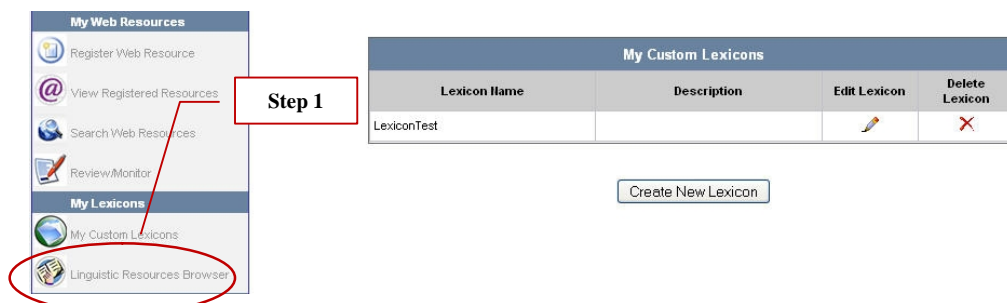 My Web Resources
Register Web Resource
View Registered Resources
Search Web Resources
Review/Monitor
My Lexicons
My Custom Lexicons
Linguistic Resources Browser
Step 1
My Custom Lexicons
Lexicon Name Description Edit Lexicon Delete
Lexicon
LexiconTest
Create New Lexicon